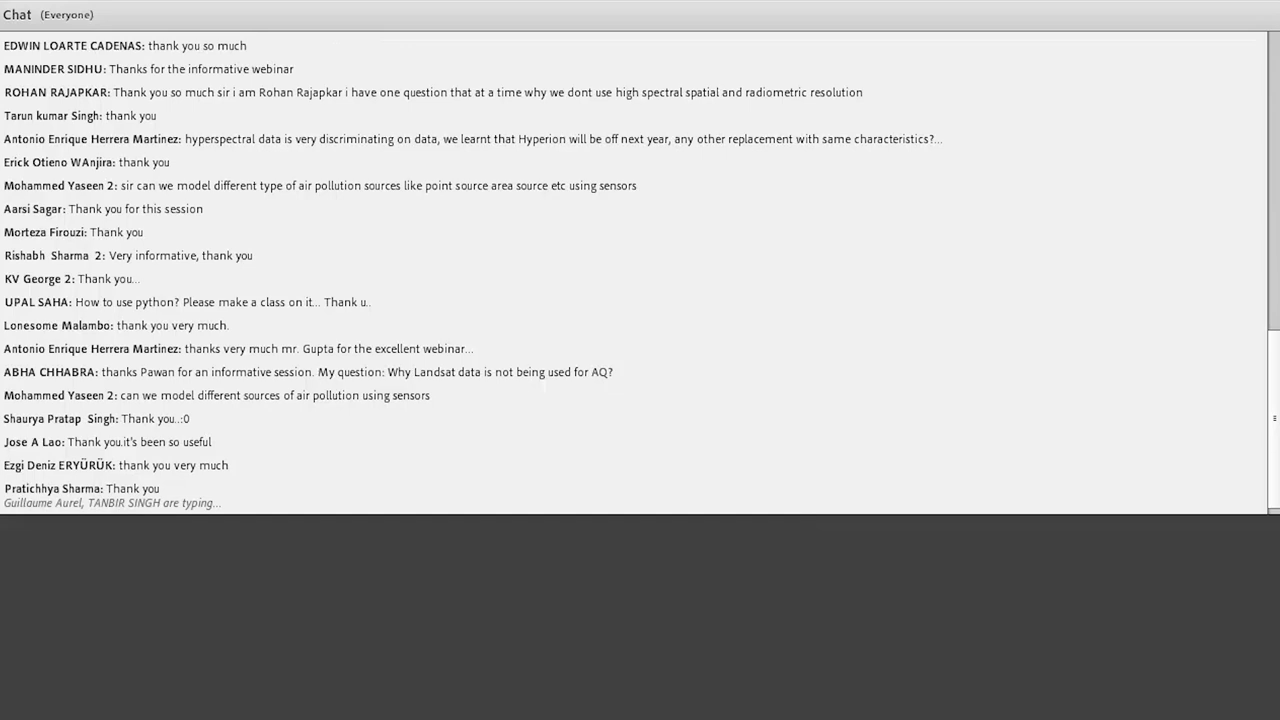 Chat (Everyone)
EDWIN LOARTE CADENAS: thank you so much
MANINDER SIDHU: Thanks for the informative webinar
ROHAN RAJAPKAR: Thank you so much sir i am Rohan Rajapkar i have one question that at a time why we dont use high spectral spatial and radiometric resolution
Tarun kumar Singh: thank you
Antonio Enrique Herrera Martinez: hyperspectral data is very discriminating on data, we learnt that Hyperion will be off next year, any other replacement with same characteristics?...
Erick Otieno WAnjira: thank you
Mohammed Yaseen 2: sir can we model different type of air pollution sources like point source area source etc using sensors
Aarsi Sagar: Thank you for this session
Morteza Firouzi: Thank you
Rishabh Sharma 2: Very informative, thank you
KV George 2: Thank you...
UPAL SAHA: How to use python? Please make a class on it... Thank u..
Lonesome Malambo: thank you very much.
Antonio Enrique Herrera Martinez: thanks very much mr. Gupta for the excellent webinar...
ABHA CHHABRA: thanks Pawan for an informative session. My question: Why Landsat data is not being used for AQ?
Mohammed Yaseen 2: can we model different sources of air pollution using sensors
Shaurya Pratap Singh: Thank you..:0
Jose A Lao: Thank you.it's been so useful
Ezgi Deniz ERYÜRÜK: thank you very much
Pratichhya Sharma: Thank you
Guillaume Aurel, TANBIR SINGH are typing...